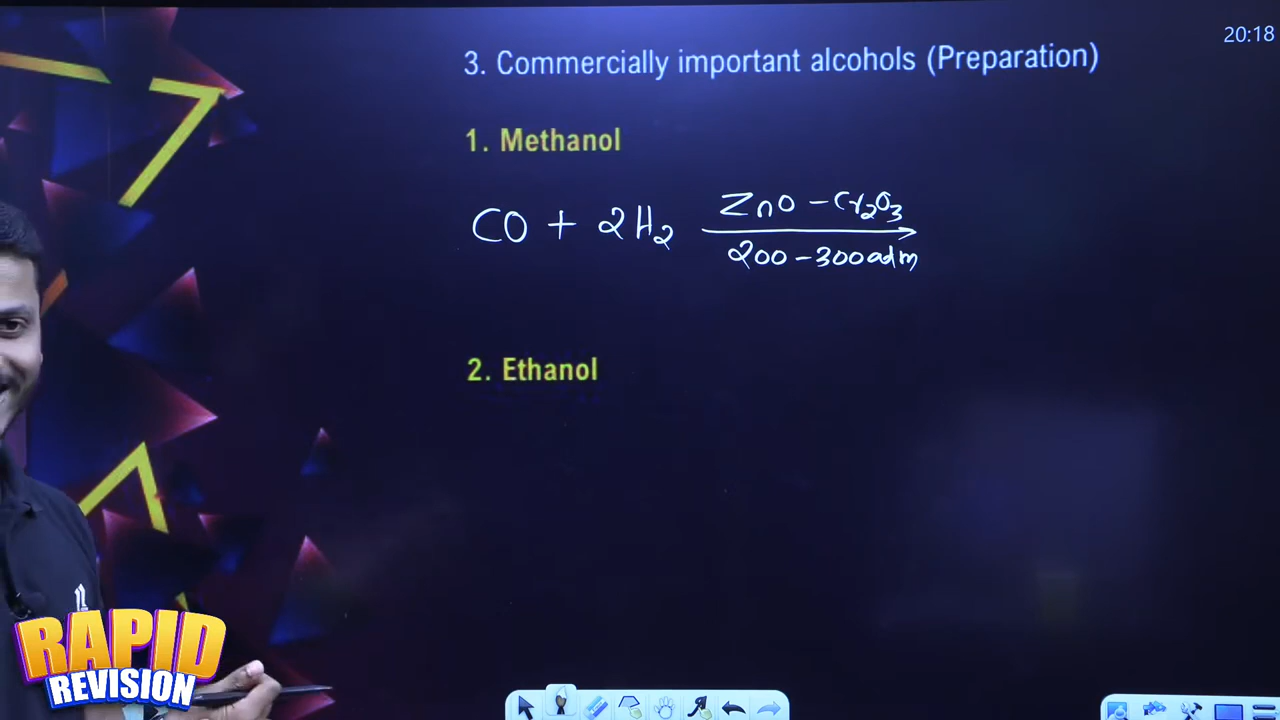 20:18
3. Commercially important alcohols (Preparation)
1. Methanol
CO + 2H₂ ZnO – Cr₂O₃
200 – 300 atm
2. Ethanol
RAPID
REVISION